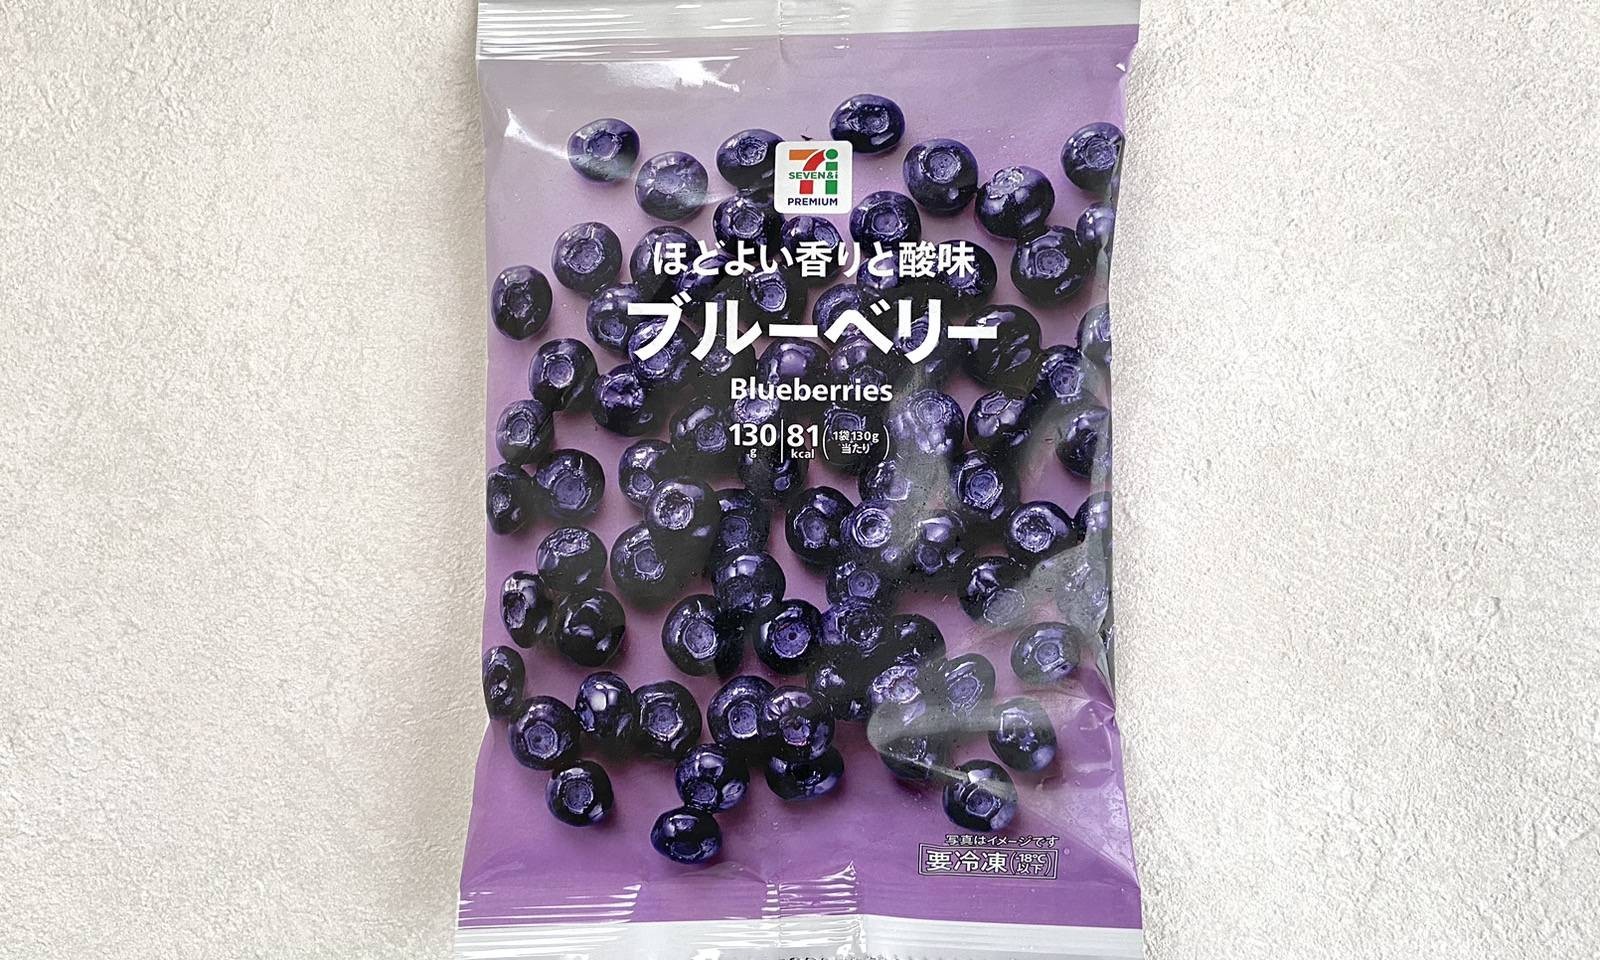 SEVEN&i
PREMIUM
ほどよい香りと酸味
ブルーベリー
Blueberries
130g 81kcal (1袋130g当たり)
写真はイメージです
要冷凍(-18℃以下)